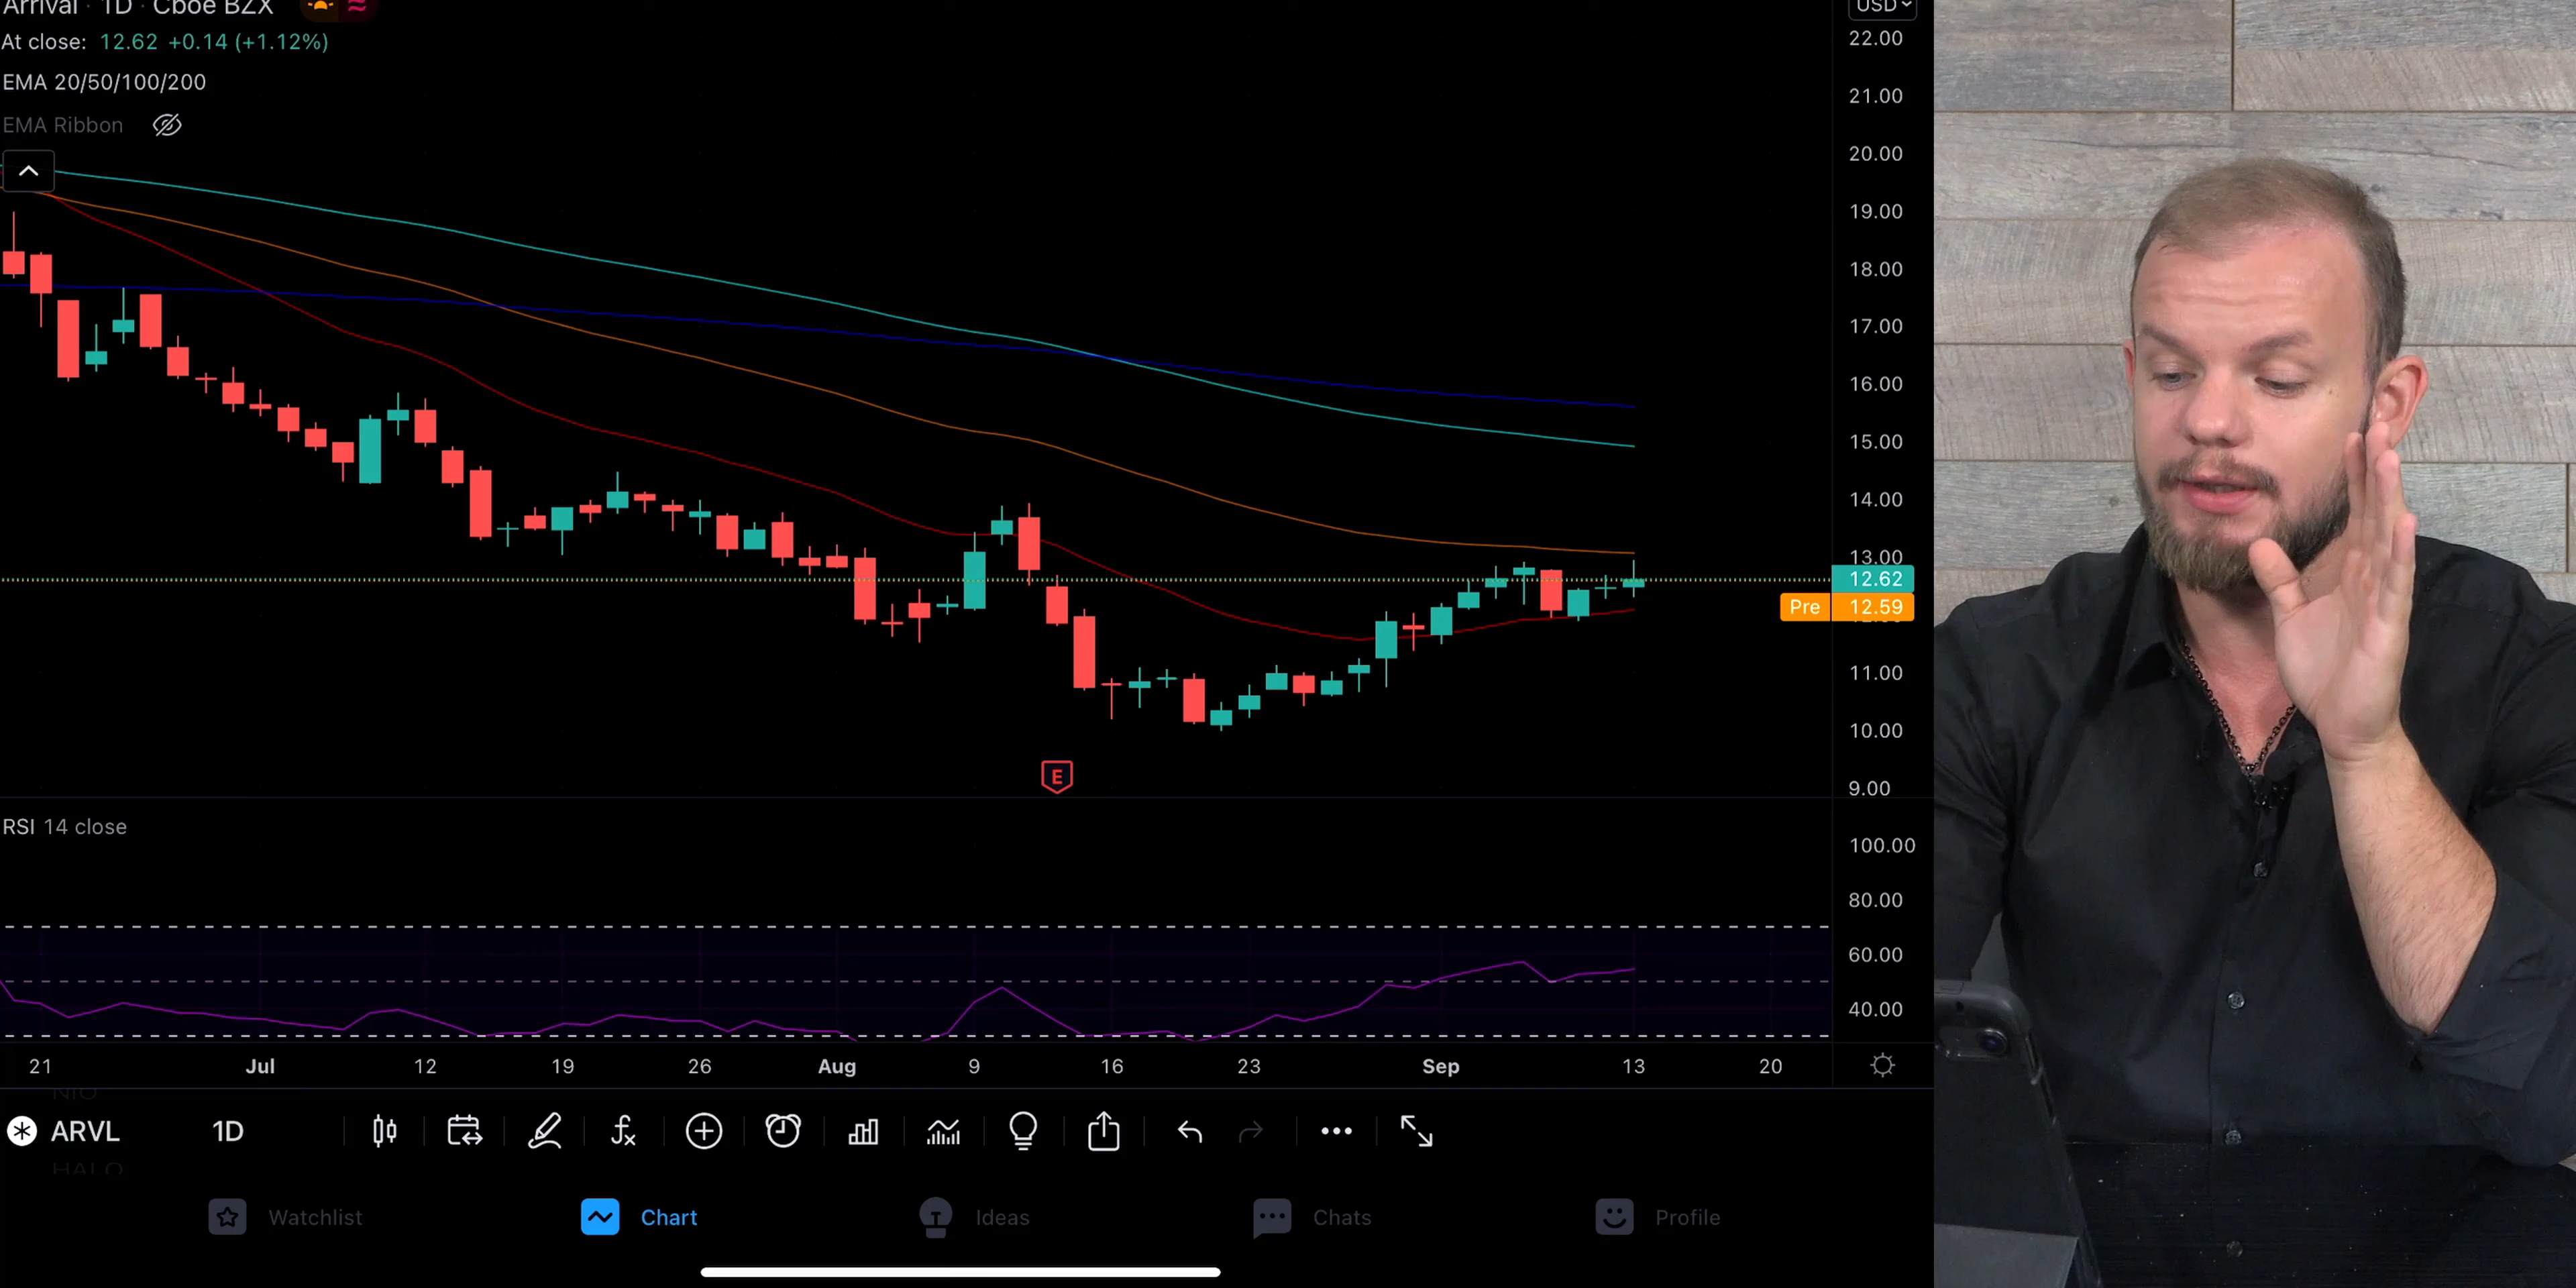 Arrival · 1D · Cboe BZX
USD
At close: 12.62 +0.14 (+1.12%)
EMA 20/50/100/200
EMA Ribbon
22.00
21.00
20.00
19.00
18.00
17.00
16.00
15.00
14.00
13.00
12.62
Pre 12.59
11.00
10.00
9.00
E
RSI 14 close
100.00
80.00
60.00
40.00
21 Jul 12 19 26 Aug 9 16 23 Sep 13 20
NIO
ARVL 1D
HALO
Watchlist Chart Ideas Chats Profile